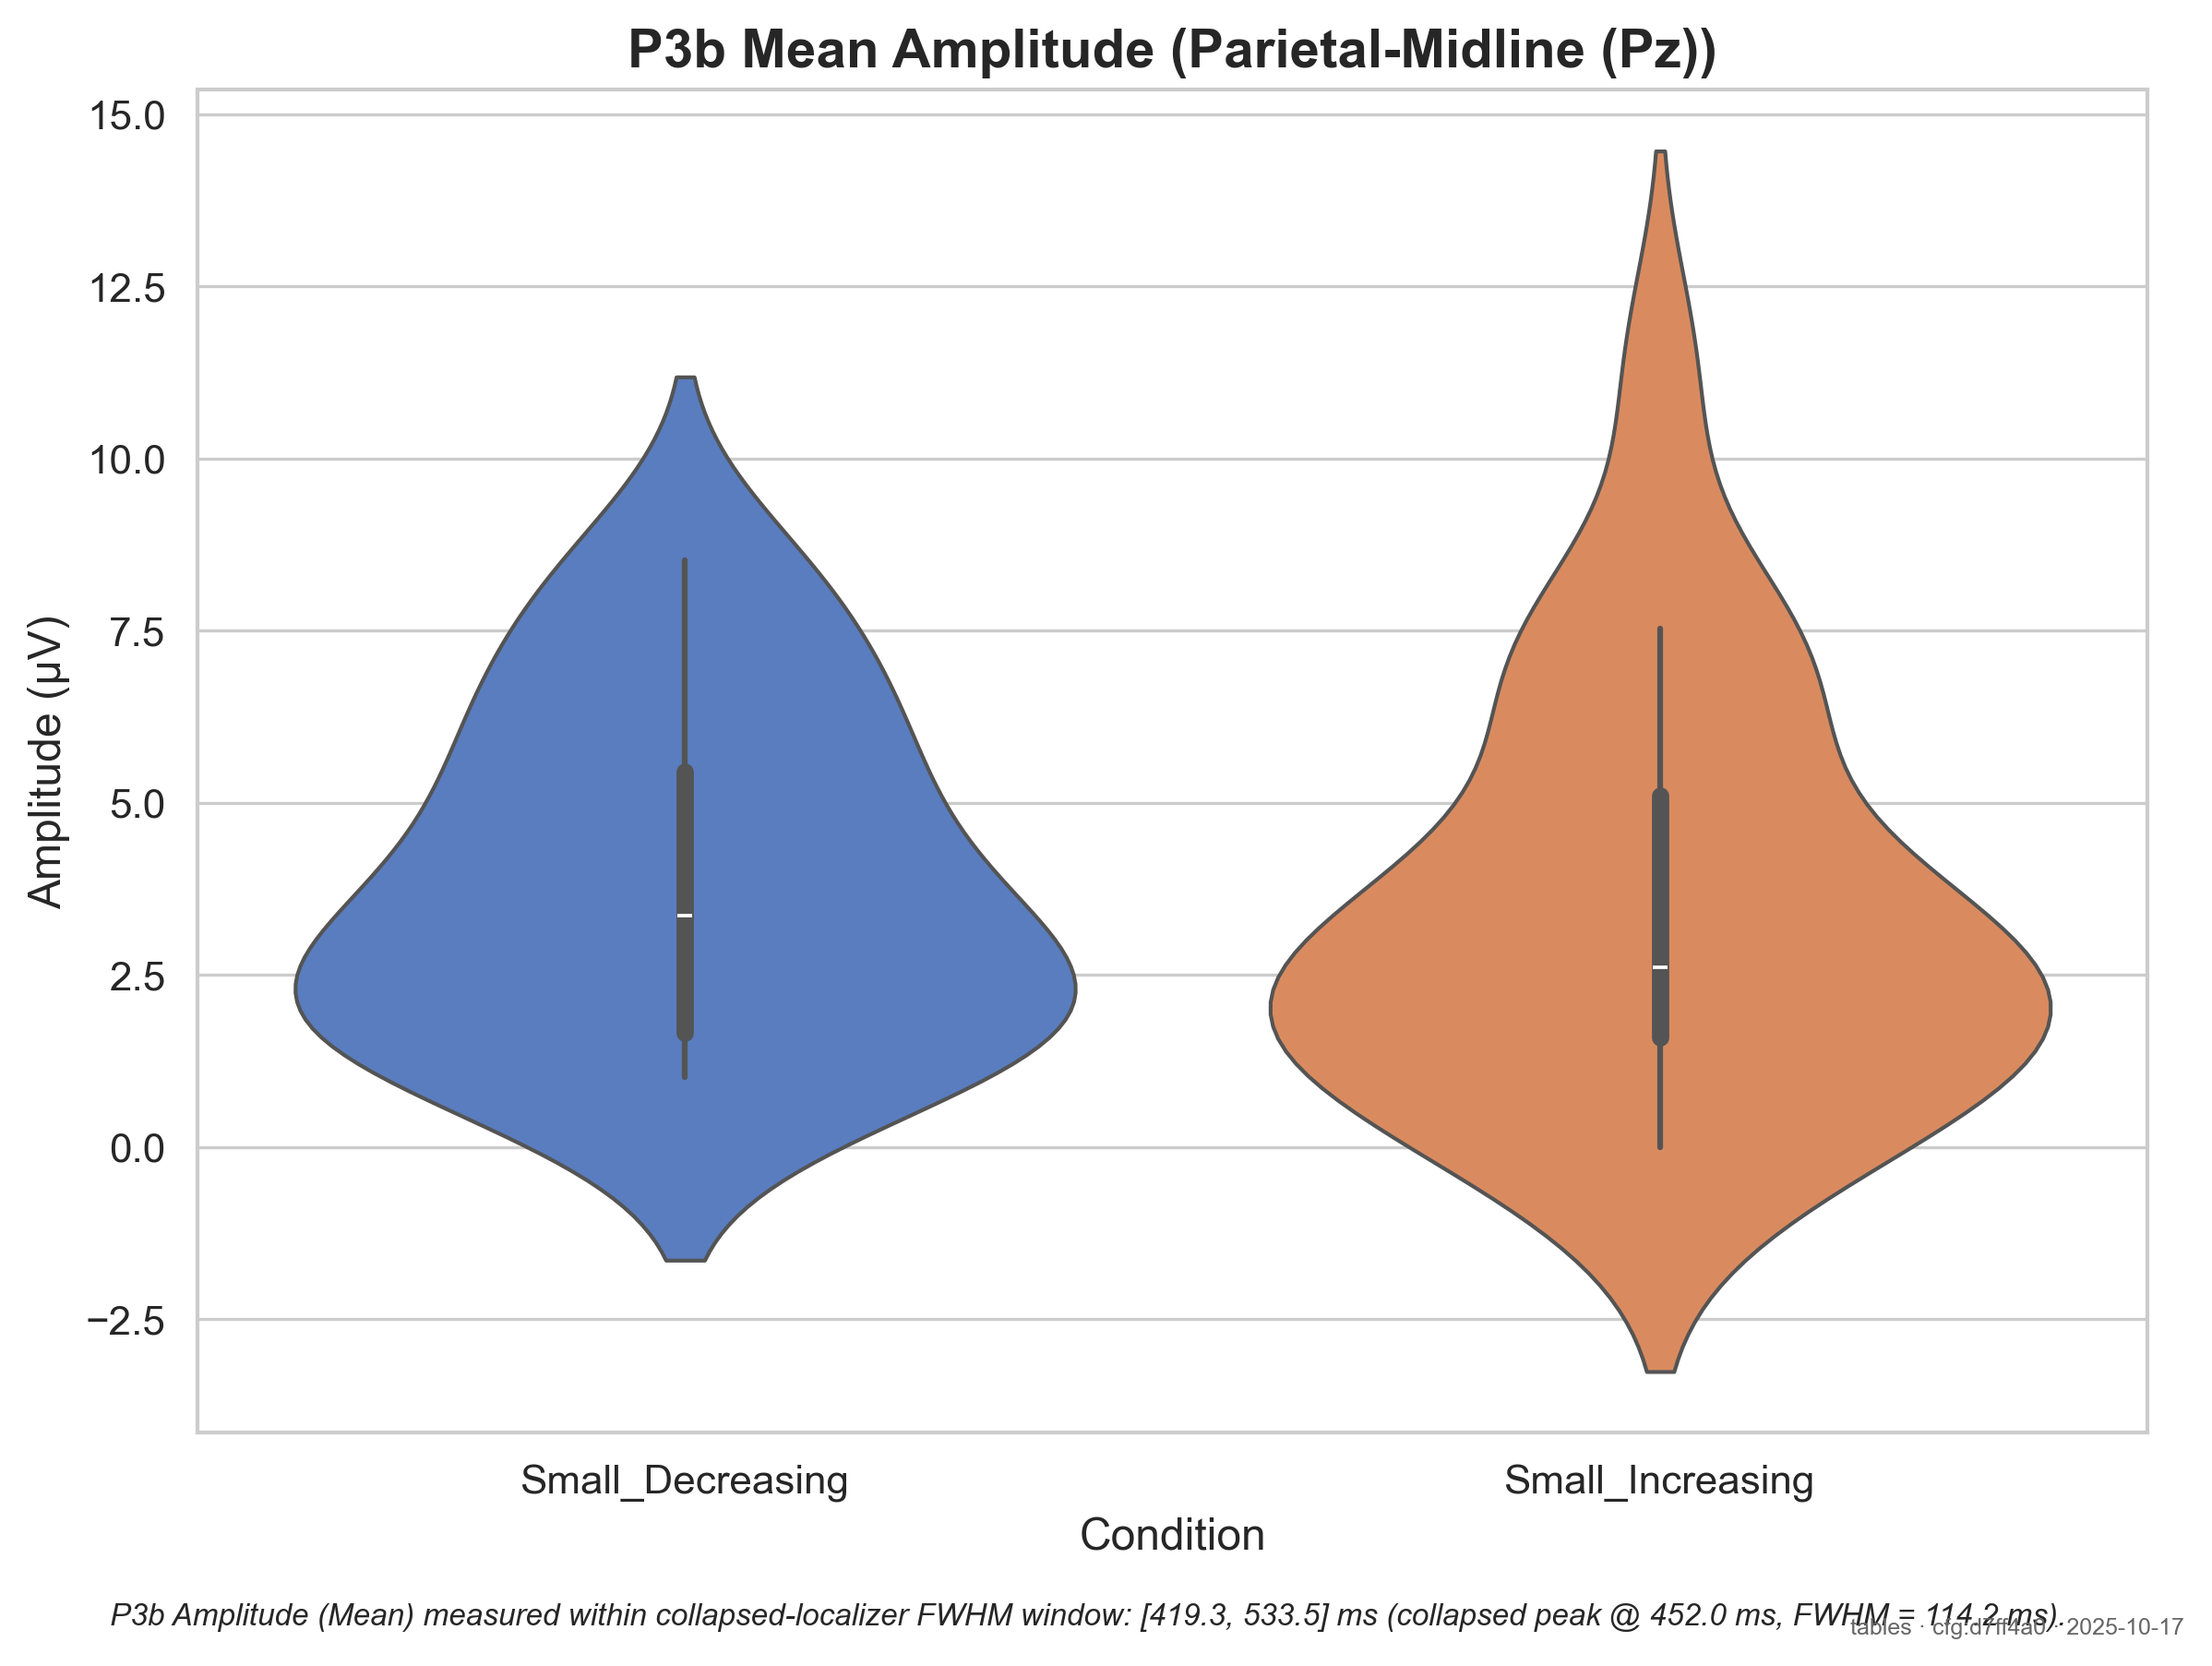 P3b Mean Amplitude (Parietal-Midline (Pz))
15.0
12.5
10.0
7.5
5.0
2.5
0.0
−2.5
Amplitude (µV)
Small_Decreasing
Small_Increasing
Condition
P3b Amplitude (Mean) measured within collapsed-localizer FWHM window: [419.3, 533.5] ms (collapsed peak @ 452.0 ms, FWHM = 114.2 ms).
tables · cfg:d7ff4a0 · 2025-10-17